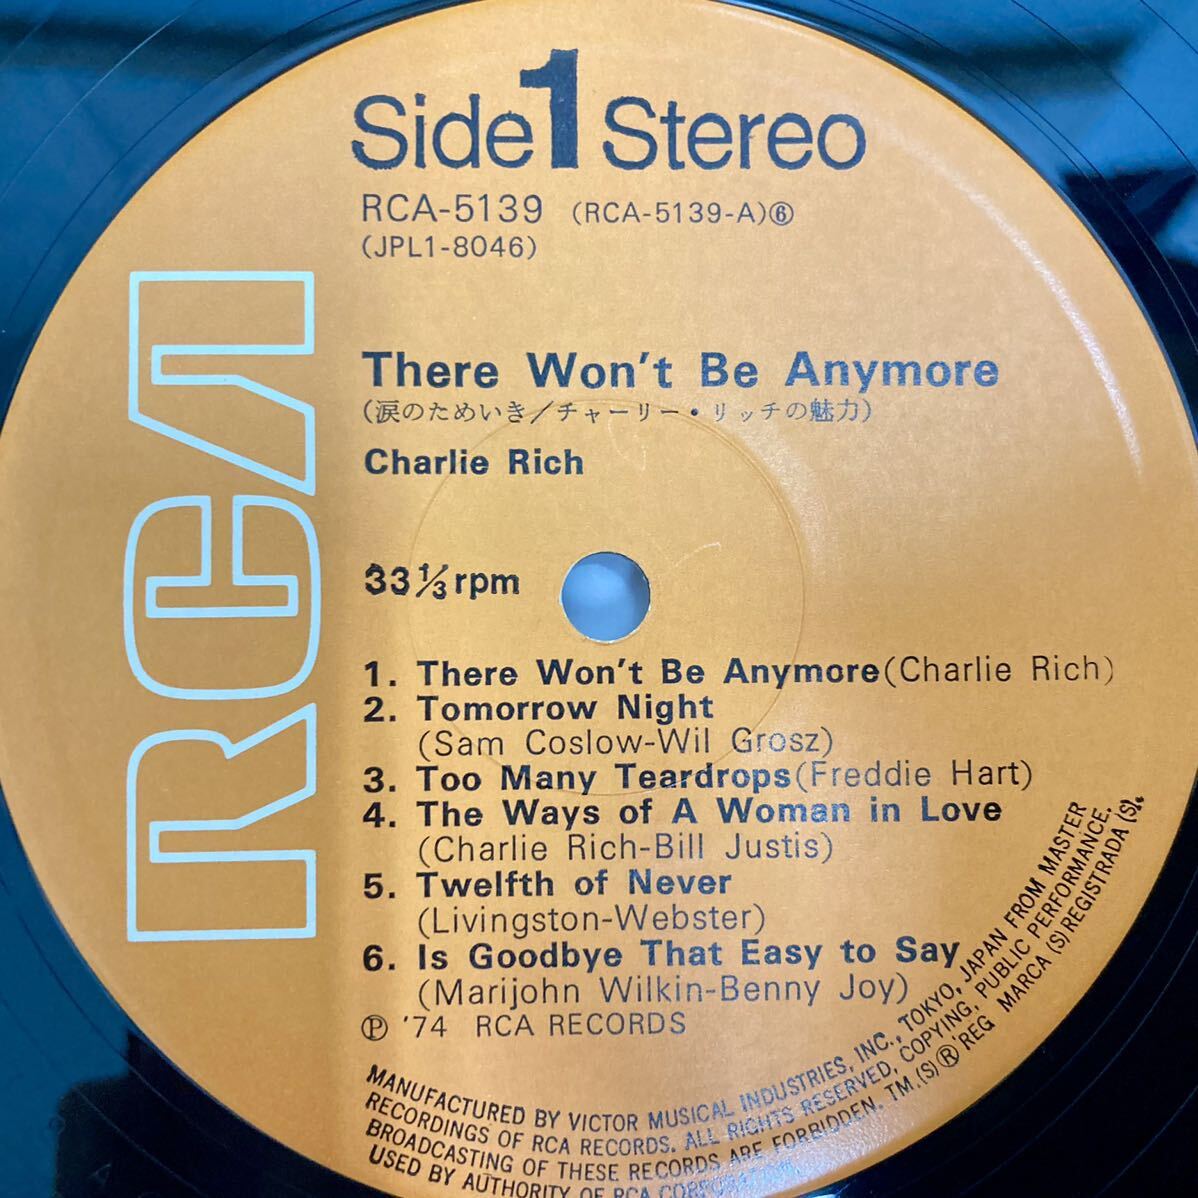 Side 1 Stereo
RCA-5139 (RCA-5139-A)⑥
(JPL1-8046)
RCA
There Won't Be Anymore
(涙のためいき/チャーリー・リッチの魅力)
Charlie Rich
33⅓rpm
1. There Won't Be Anymore(Charlie Rich)
2. Tomorrow Night
(Sam Coslow-Wil Grosz)
3. Too Many Teardrops(Freddie Hart)
4. The Ways of A Woman in Love
(Charlie Rich-Bill Justis)
5. Twelfth of Never
(Livingston-Webster)
6. Is Goodbye That Easy to Say
(Marijohn Wilkin-Benny Joy)
Ⓟ '74 RCA RECORDS
MANUFACTURED BY VICTOR MUSICAL INDUSTRIES, INC., TOKYO, JAPAN FROM MASTER
RECORDINGS OF RCA RECORDS. ALL RIGHTS RESERVED, COPYING, PUBLIC PERFORMANCE,
BROADCASTING OF THESE RECORDS ARE FORBIDDEN. TM.(S)® REG MARCA (S) REGISTRADA (S).
USED BY AUTHORITY OF RCA CORPORATION